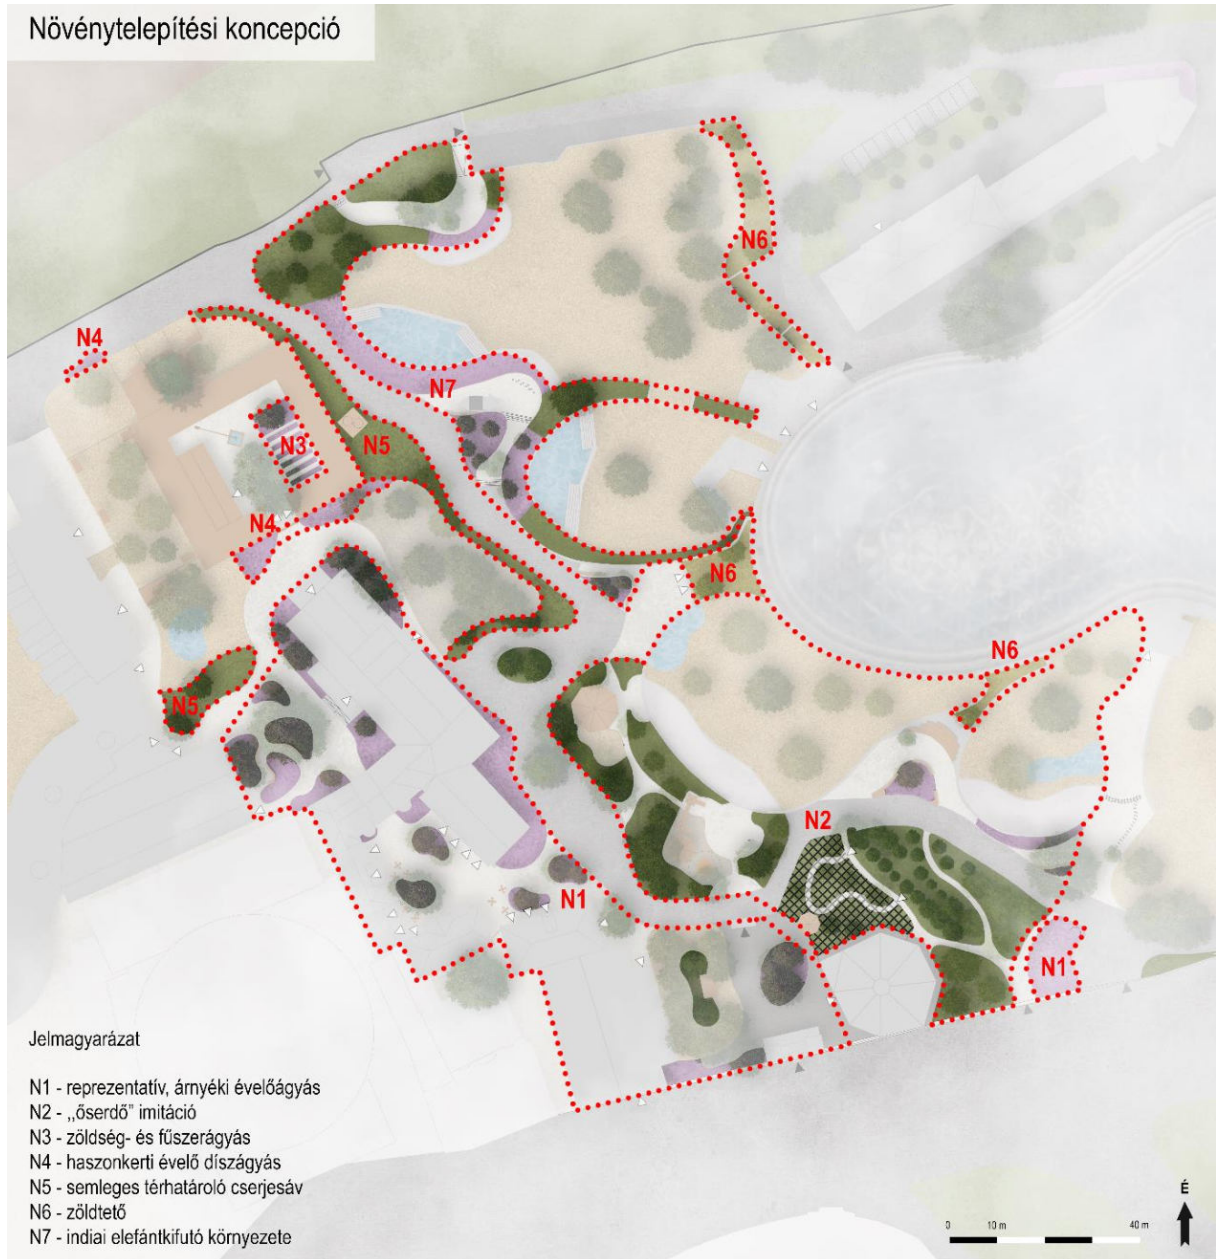 Növénytelepítési koncepció
N6
N4
N7
N3
N5
N4
N6
N6
N5
N2
N1
N1
Jelmagyarázat
N1 - reprezentatív, árnyéki évelőágyás
N2 - „őserdő” imitáció
N3 - zöldség- és fűszerágyás
N4 - haszonkerti évelő díszágyás
N5 - semleges térhatároló cserjesáv
N6 - zöldtető
N7 - indiai elefántkifutó környezete
É
0 10 m 40 m